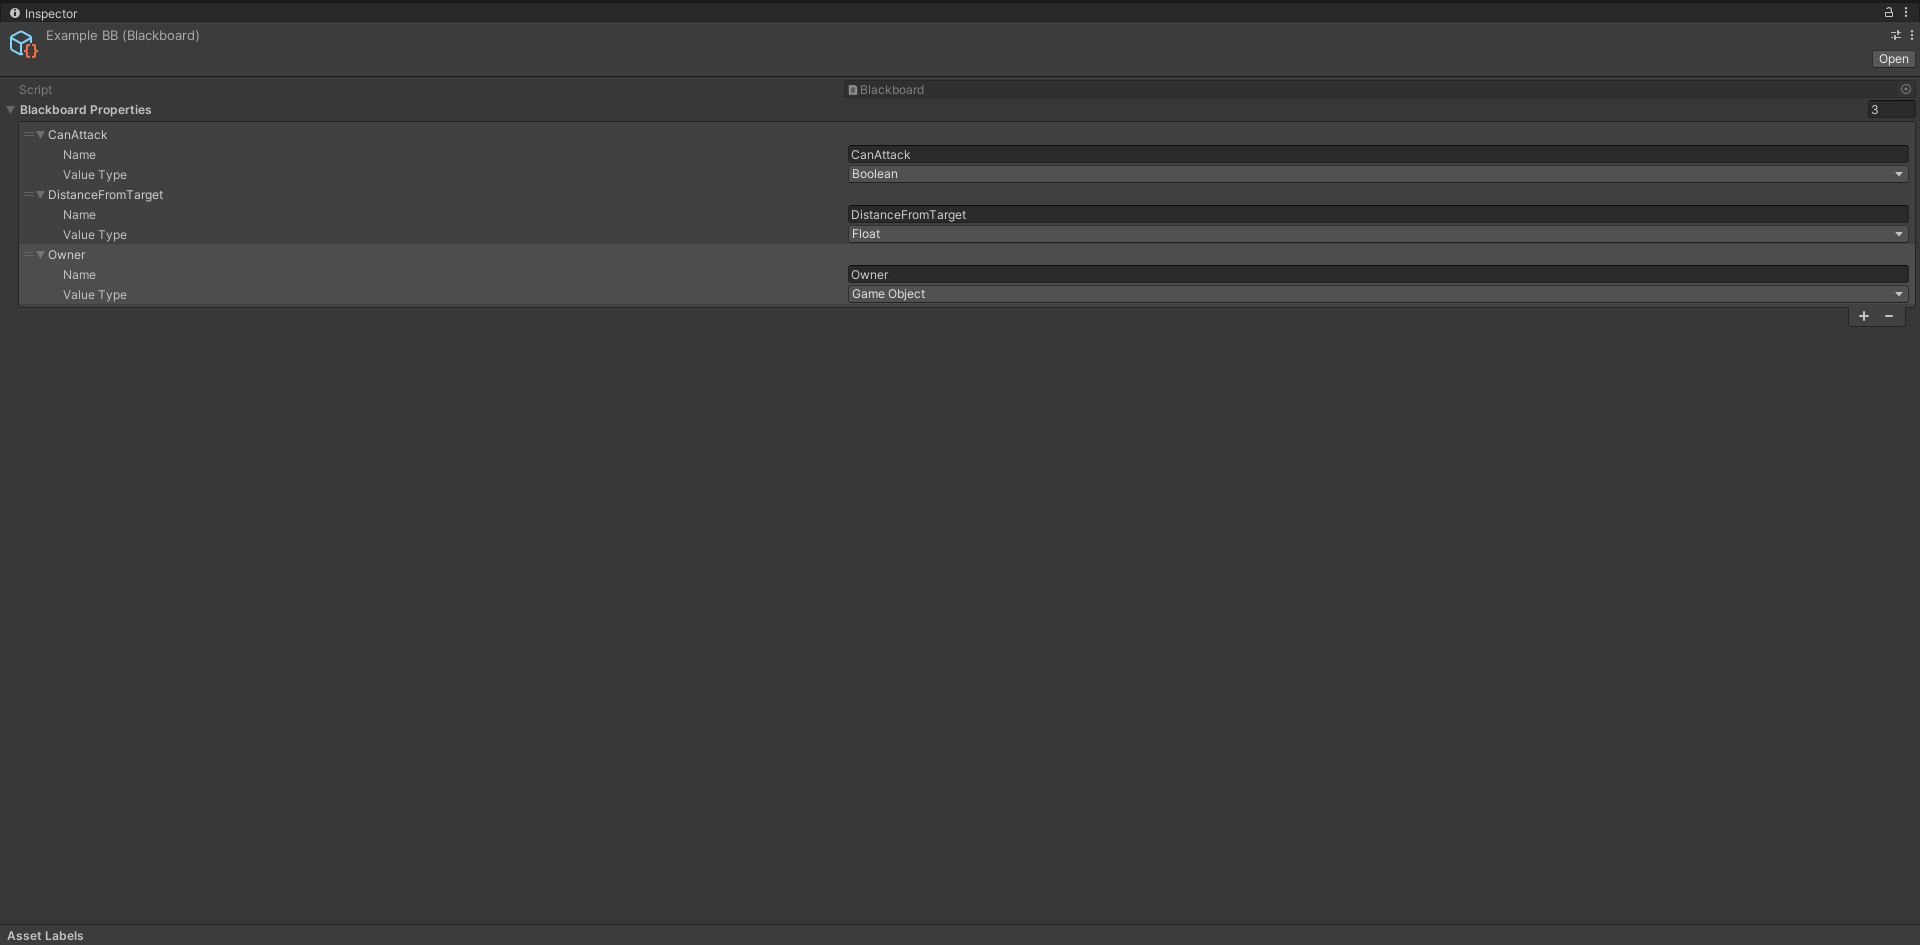 Inspector
Example BB (Blackboard)
Open
Script Blackboard
Blackboard Properties 3
CanAttack
Name CanAttack
Value Type Boolean
DistanceFromTarget
Name DistanceFromTarget
Value Type Float
Owner
Name Owner
Value Type Game Object
Asset Labels